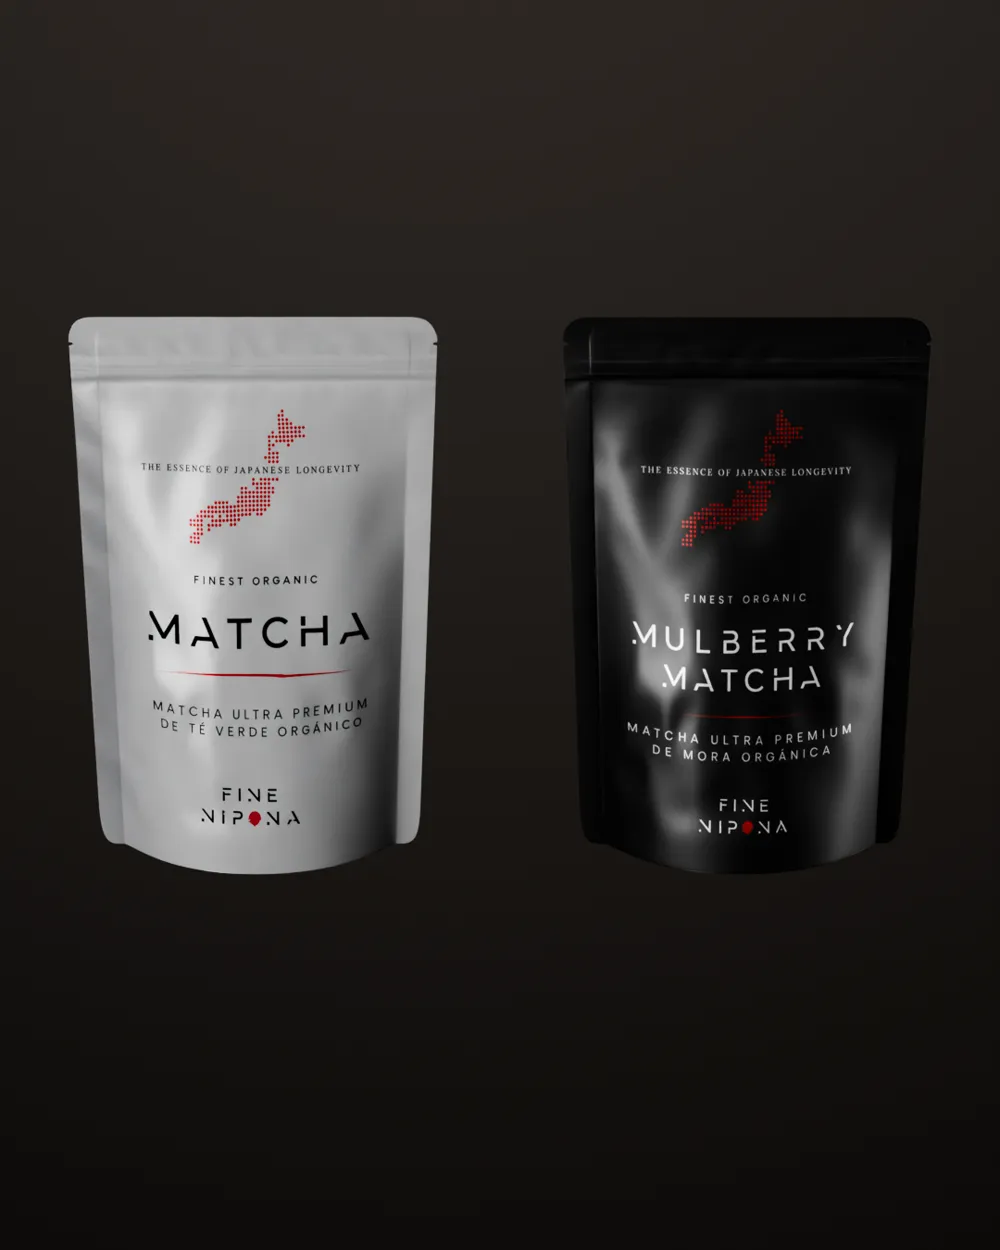 THE ESSENCE OF JAPANESE LONGEVITY
FINEST ORGANIC
MATCHA
MATCHA ULTRA PREMIUM
DE TÉ VERDE ORGÁNICO
FINE
NIPONA
THE ESSENCE OF JAPANESE LONGEVITY
FINEST ORGANIC
MULBERRY
MATCHA
MATCHA ULTRA PREMIUM
DE MORA ORGÁNICA
FINE
NIPONA